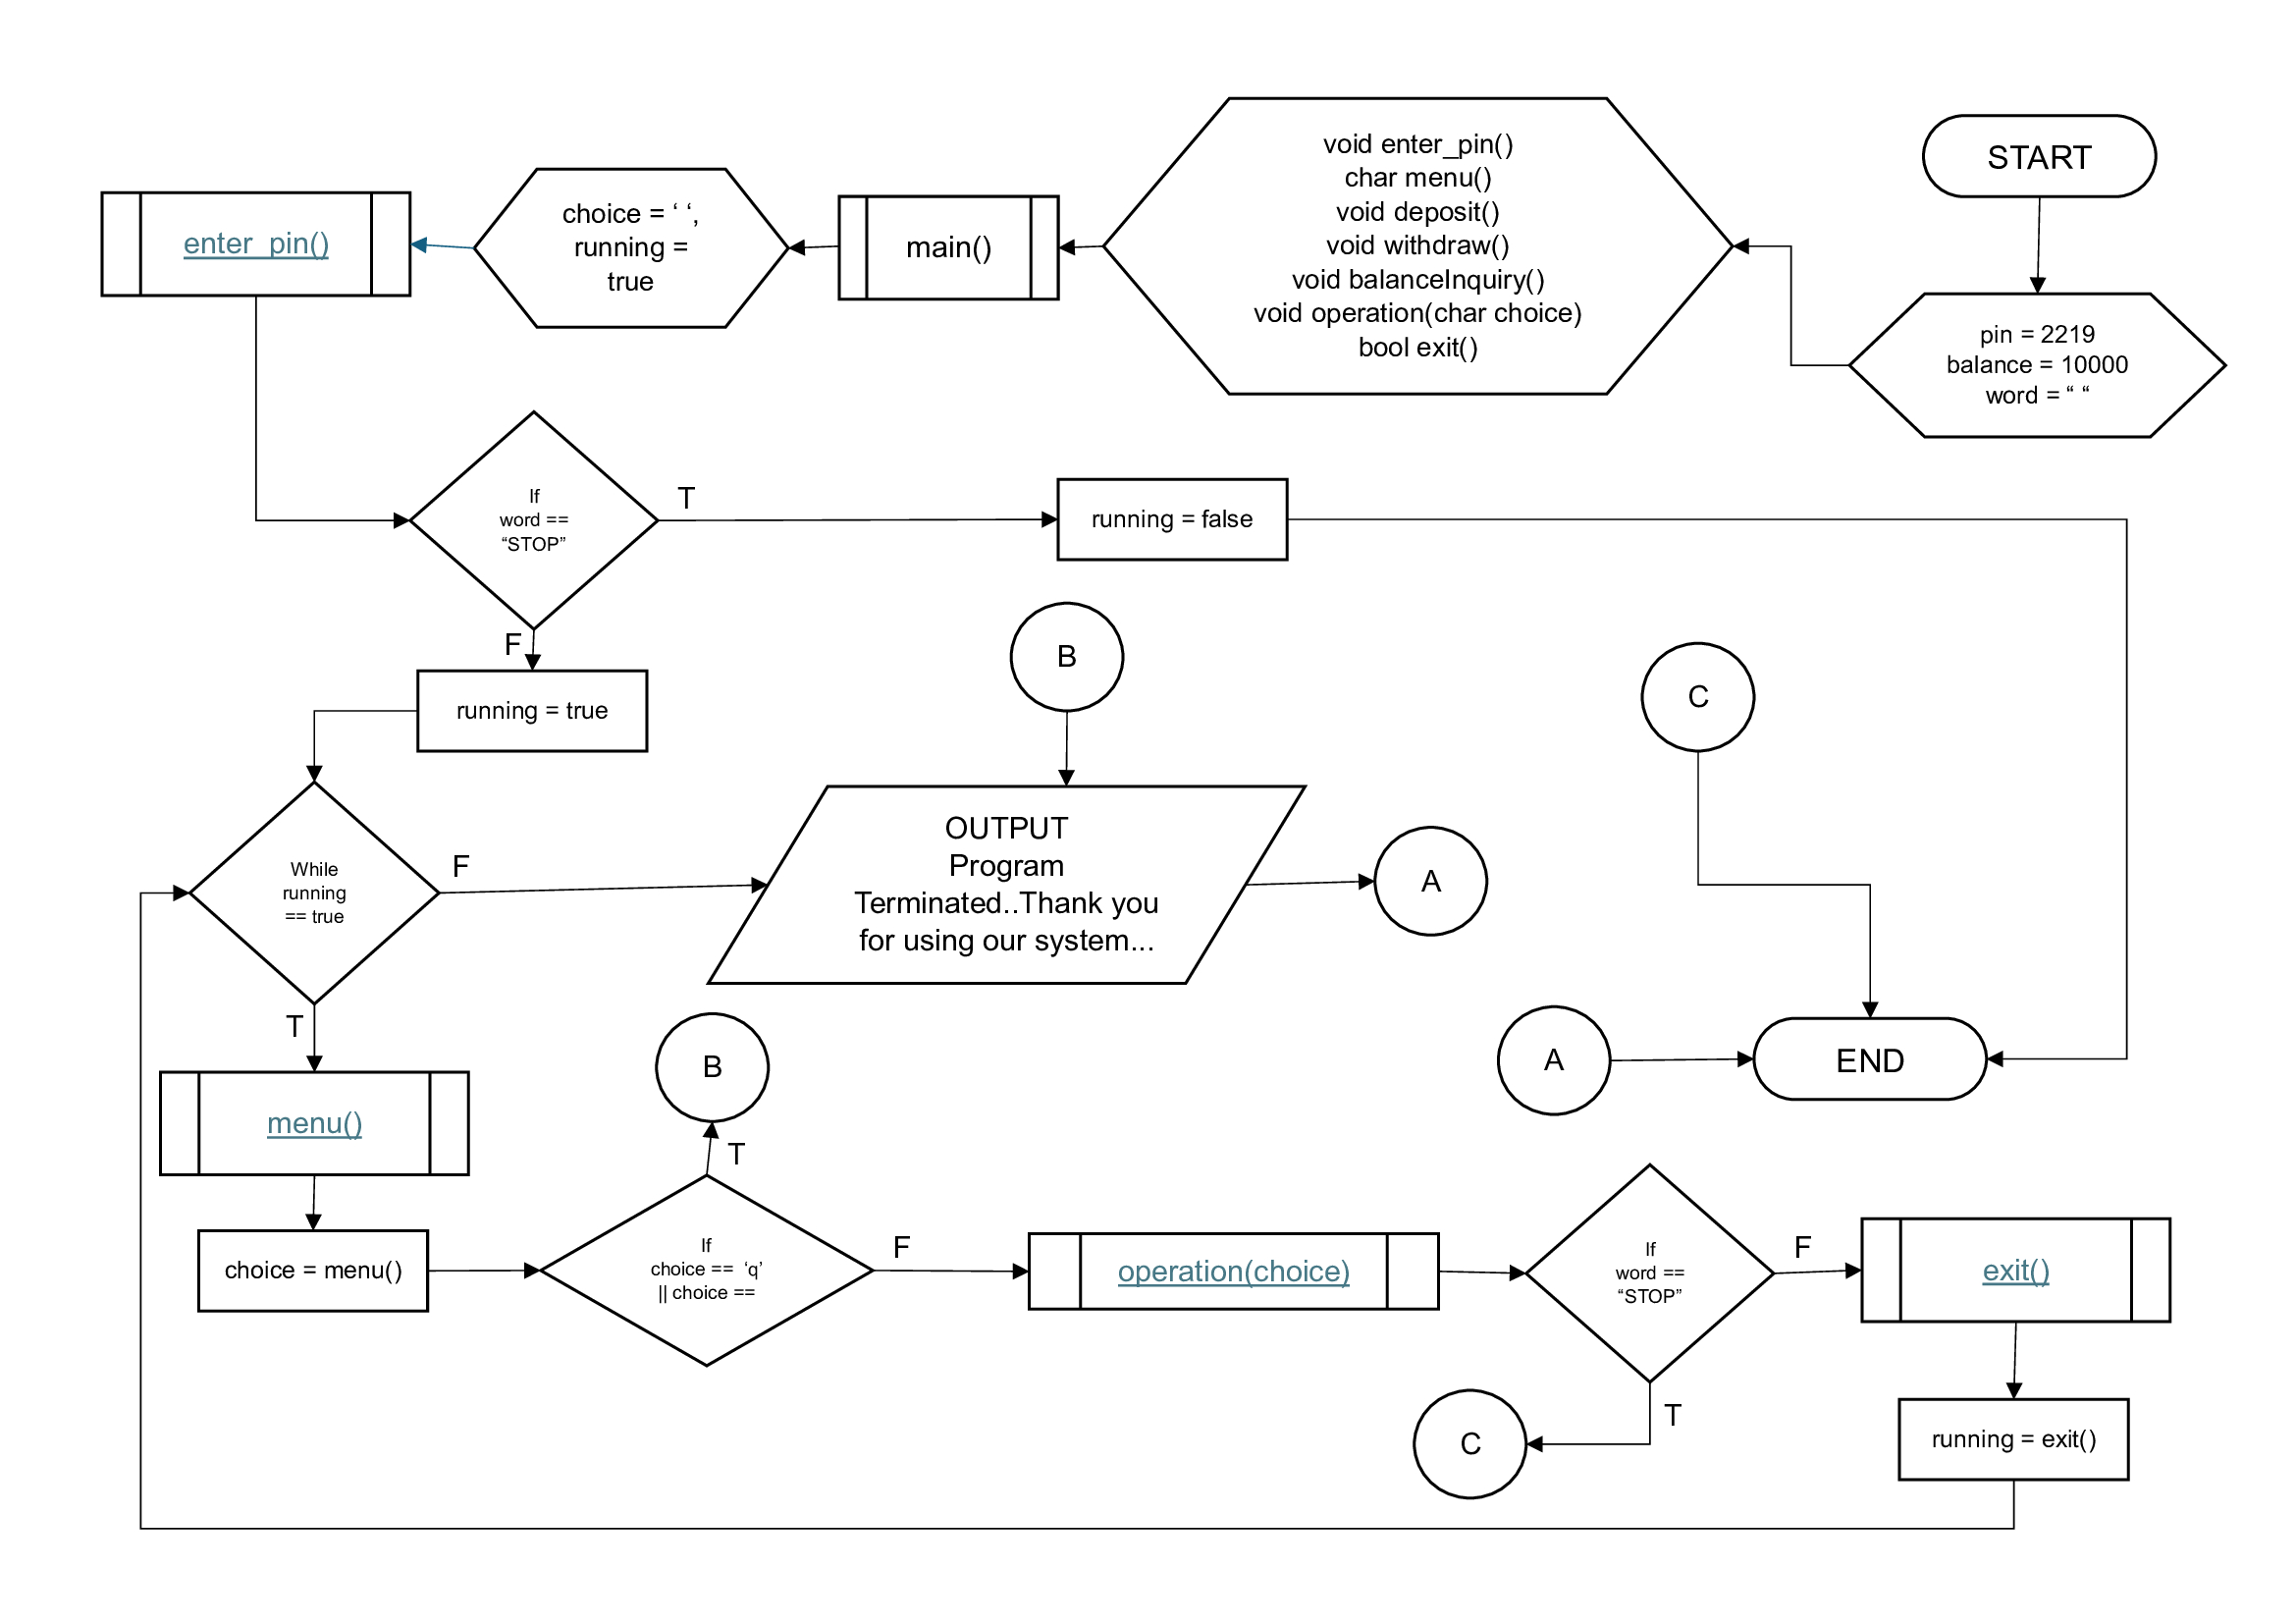 START
pin = 2219
balance = 10000
word = “ “
void enter_pin()
char menu()
void deposit()
void withdraw()
void balanceInquiry()
void operation(char choice)
bool exit()
main()
choice = ‘ ‘,
running =
true
enter_pin()
If
word ==
“STOP”
T
running = false
F
running = true
B
C
While
running
== true
F
OUTPUT
Program
Terminated..Thank you
for using our system...
A
T
B
A
END
menu()
T
choice = menu()
If
choice == ‘q’
|| choice ==
F
operation(choice)
If
word ==
“STOP”
F
exit()
T
C
running = exit()